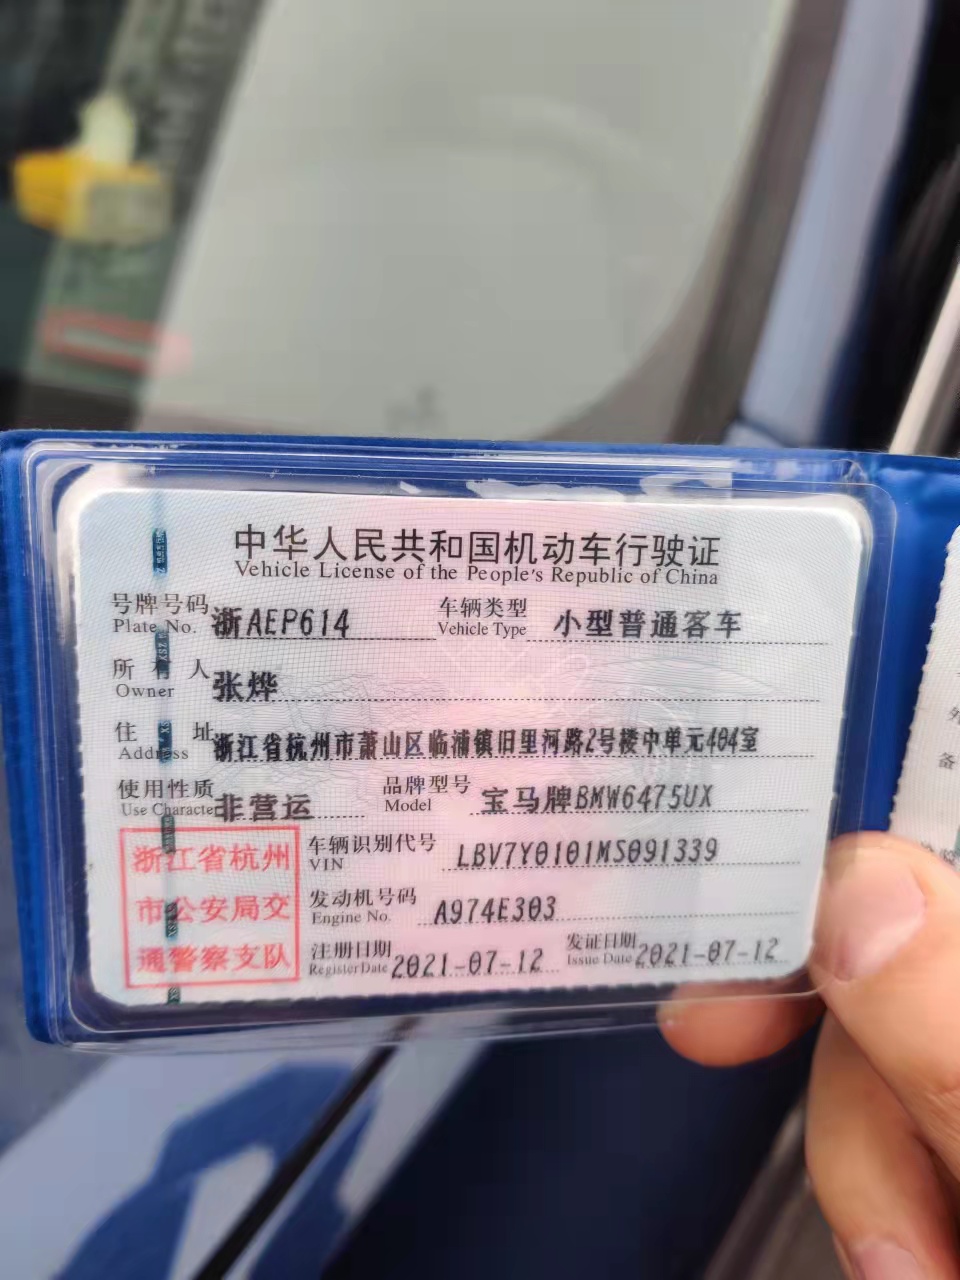 中华人民共和国机动车行驶证
Vehicle License of the People's Republic of China
号牌号码 浙AEP614 车辆类型 小型普通客车
Plate No. Vehicle Type
所有人 张烨
Owner
住址 浙江省杭州市萧山区临浦镇旧里河路2号楼中单元404室
Address
使用性质 非营运 品牌型号 宝马牌BMW6475UX
Use Character Model
浙江省杭州
市公安局交
通警察支队
车辆识别代号 LBV7Y0101MS091339
VIN
发动机号码 A974E303
Engine No.
注册日期 2021-07-12 发证日期 2021-07-12
Register Date Issue Date